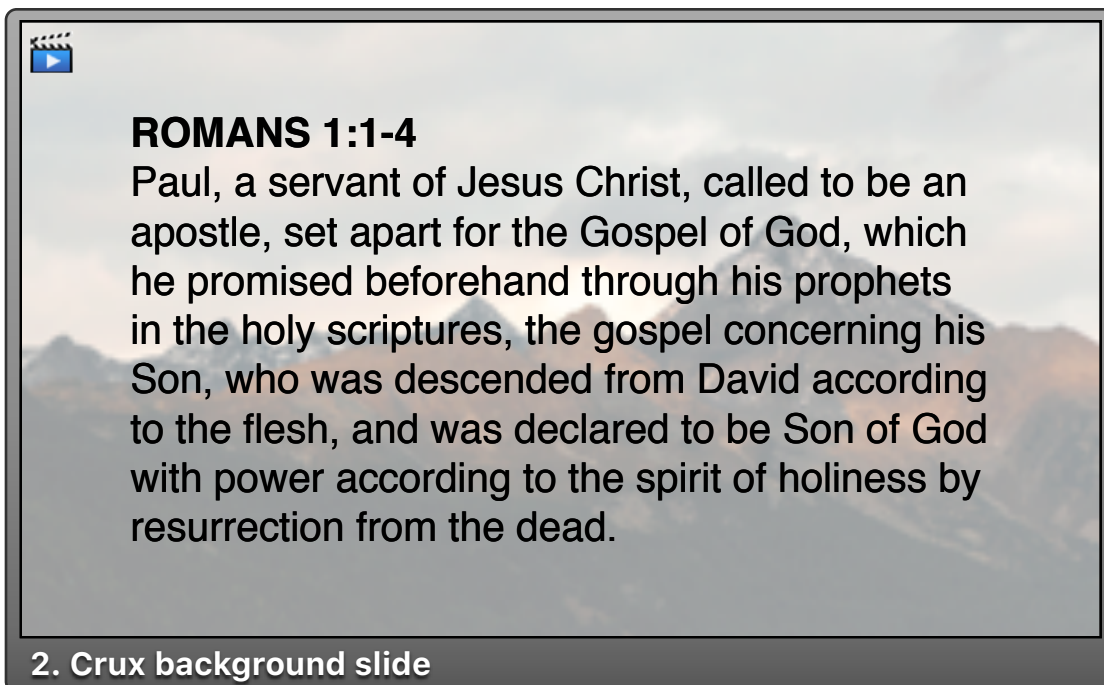 ROMANS 1:1-4
Paul, a servant of Jesus Christ, called to be an
apostle, set apart for the Gospel of God, which
he promised beforehand through his prophets
in the holy scriptures, the gospel concerning his
Son, who was descended from David according
to the flesh, and was declared to be Son of God
with power according to the spirit of holiness by
resurrection from the dead.
2. Crux background slide